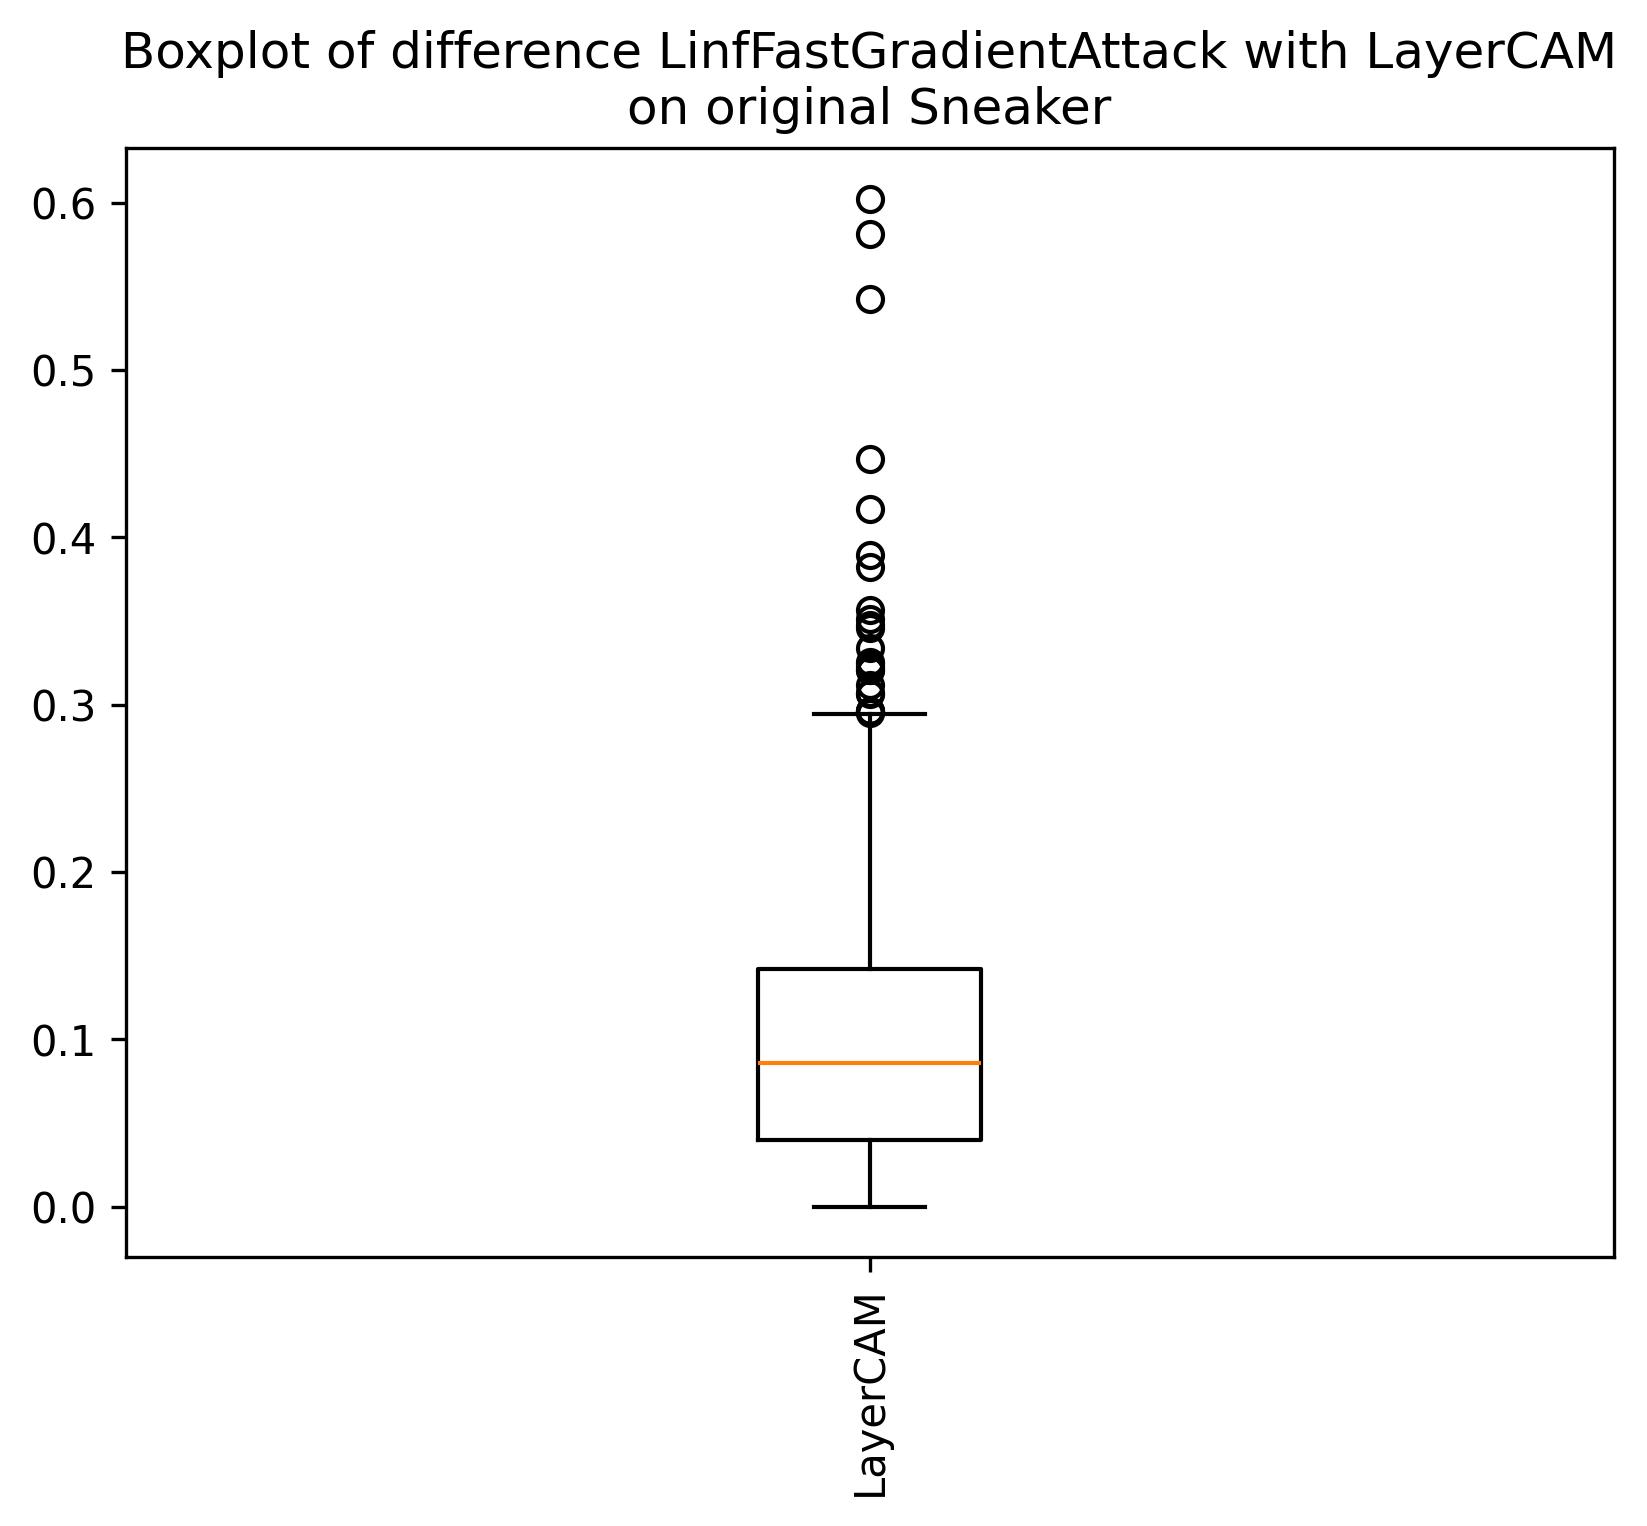 Boxplot of difference LinfFastGradientAttack with LayerCAM
on original Sneaker
0.6
0.5
0.4
0.3
0.2
0.1
0.0
LayerCAM